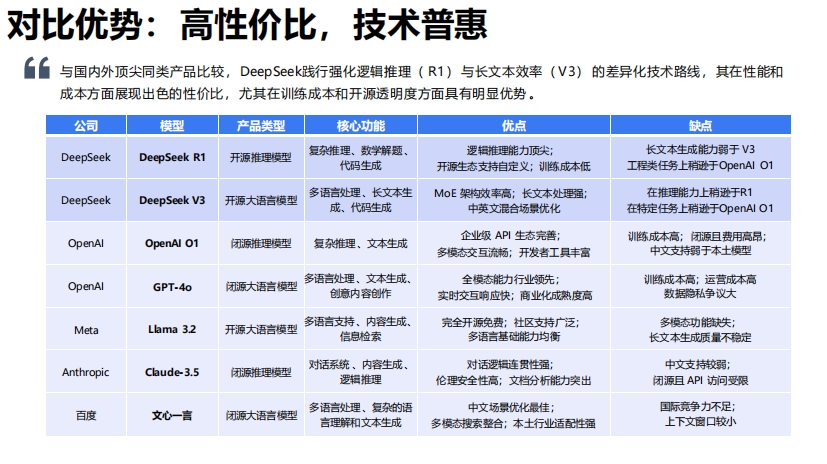 对比优势：高性价比，技术普惠
与国内外顶尖同类产品比较，DeepSeek践行强化逻辑推理（R1）与长文本效率（V3）的差异化技术路线，其在性能和
成本方面展现出色的性价比，尤其在训练成本和开源透明度方面具有明显优势。
公司 模型 产品类型 核心功能 优点 缺点
DeepSeek DeepSeek R1 开源推理模型 复杂推理、数学解题、 逻辑推理能力顶尖； 长文本生成能力弱于 V3
代码生成 开源生态支持自定义；训练成本低 工程类任务上稍逊于OpenAI O1
DeepSeek DeepSeek V3 开源大语言模型 多语言处理、长文本生 MoE 架构效率高；长文本处理强； 在推理能力上稍逊于R1
成、代码生成 中英文混合场景优化 在特定任务上稍逊于OpenAI O1
OpenAI OpenAI O1 闭源推理模型 复杂推理、文本生成 企业级 API 生态完善； 训练成本高；闭源且费用高昂；
多模态交互流畅；开发者工具丰富 中文支持弱于本土模型
OpenAI GPT-4o 闭源大语言模型 多语言处理、文本生成、 全模态能力行业领先； 训练成本高；运营成本高
创意内容创作 实时交互响应快；商业化成熟度高 数据隐私争议大
Meta Llama 3.2 开源大语言模型 多语言支持、内容生成、 完全开源免费；社区支持广泛； 多模态功能缺失；
信息检索 多语言基础能力均衡 长文本生成质量不稳定
Anthropic Claude-3.5 闭源推理模型 对话系统、内容生成、 对话逻辑连贯性强； 中文支持较弱；
逻辑推理 伦理安全性高；文档分析能力突出 闭源且 API 访问受限
百度 文心一言 闭源大语言模型 多语言处理、复杂的语 中文场景优化最佳； 国际竞争力不足；
言理解和文本生成 多模态搜索整合；本土行业适配性强 上下文窗口较小